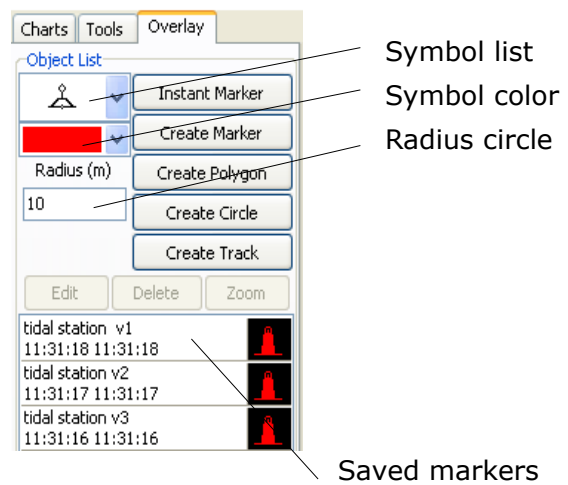 Charts Tools Overlay
Object List
Symbol list
Instant Marker
Symbol color
Create Marker
Radius circle
Radius (m) Create Polygon
10
Create Circle
Create Track
Edit Delete Zoom
tidal station v1
11:31:18 11:31:18
tidal station v2
11:31:17 11:31:17
tidal station v3
11:31:16 11:31:16
Saved markers